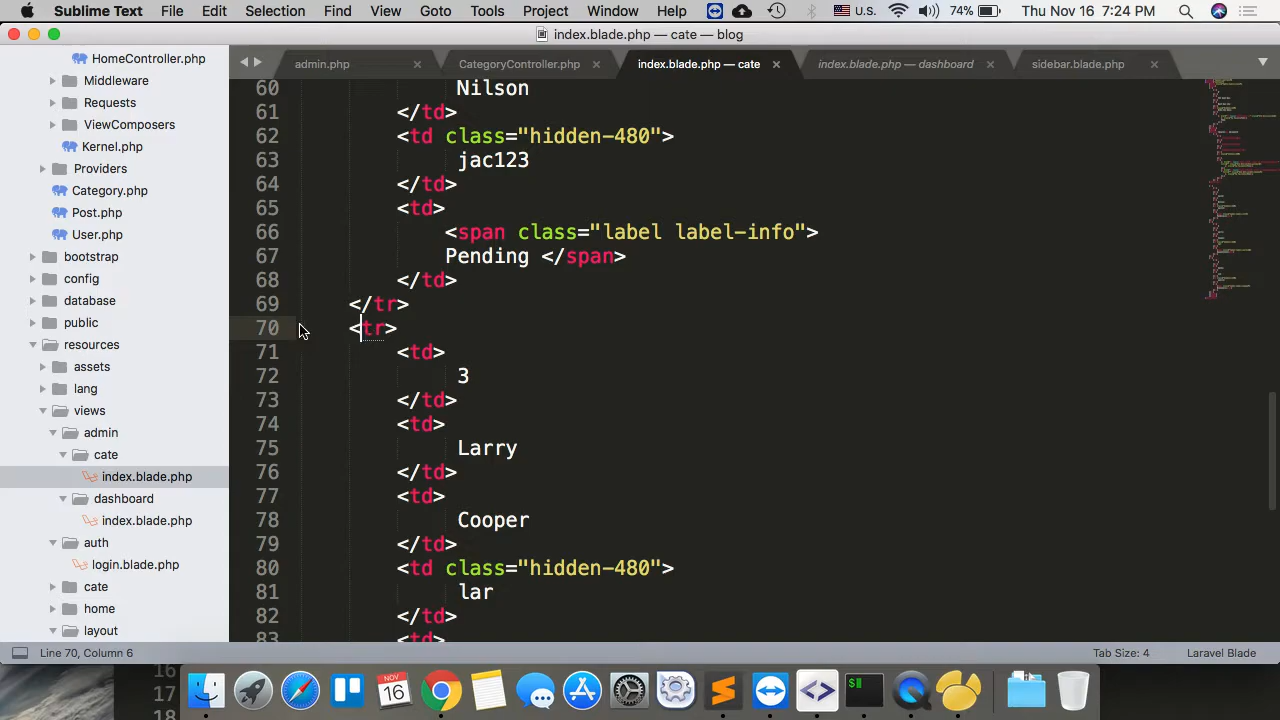 Sublime Text File Edit Selection Find View Goto Tools Project Window Help U.S. 74% Thu Nov 16 7:24 PM
index.blade.php — cate — blog
admin.php CategoryController.php index.blade.php — cate index.blade.php — dashboard sidebar.blade.php
HomeController.php
Middleware
Requests
ViewComposers
Kernel.php
Providers
Category.php
Post.php
User.php
bootstrap
config
database
public
resources
assets
lang
views
admin
cate
index.blade.php
dashboard
index.blade.php
auth
login.blade.php
cate
home
layout
60 Nilson
61 </td>
62 <td class="hidden-480">
63 jac123
64 </td>
65 <td>
66 <span class="label label-info">
67 Pending </span>
68 </td>
69 </tr>
70 <tr>
71 <td>
72 3
73 </td>
74 <td>
75 Larry
76 </td>
77 <td>
78 Cooper
79 </td>
80 <td class="hidden-480">
81 lar
82 </td>
83 <td>
Line 70, Column 6 Tab Size: 4 Laravel Blade
16
17
18
NOV
16